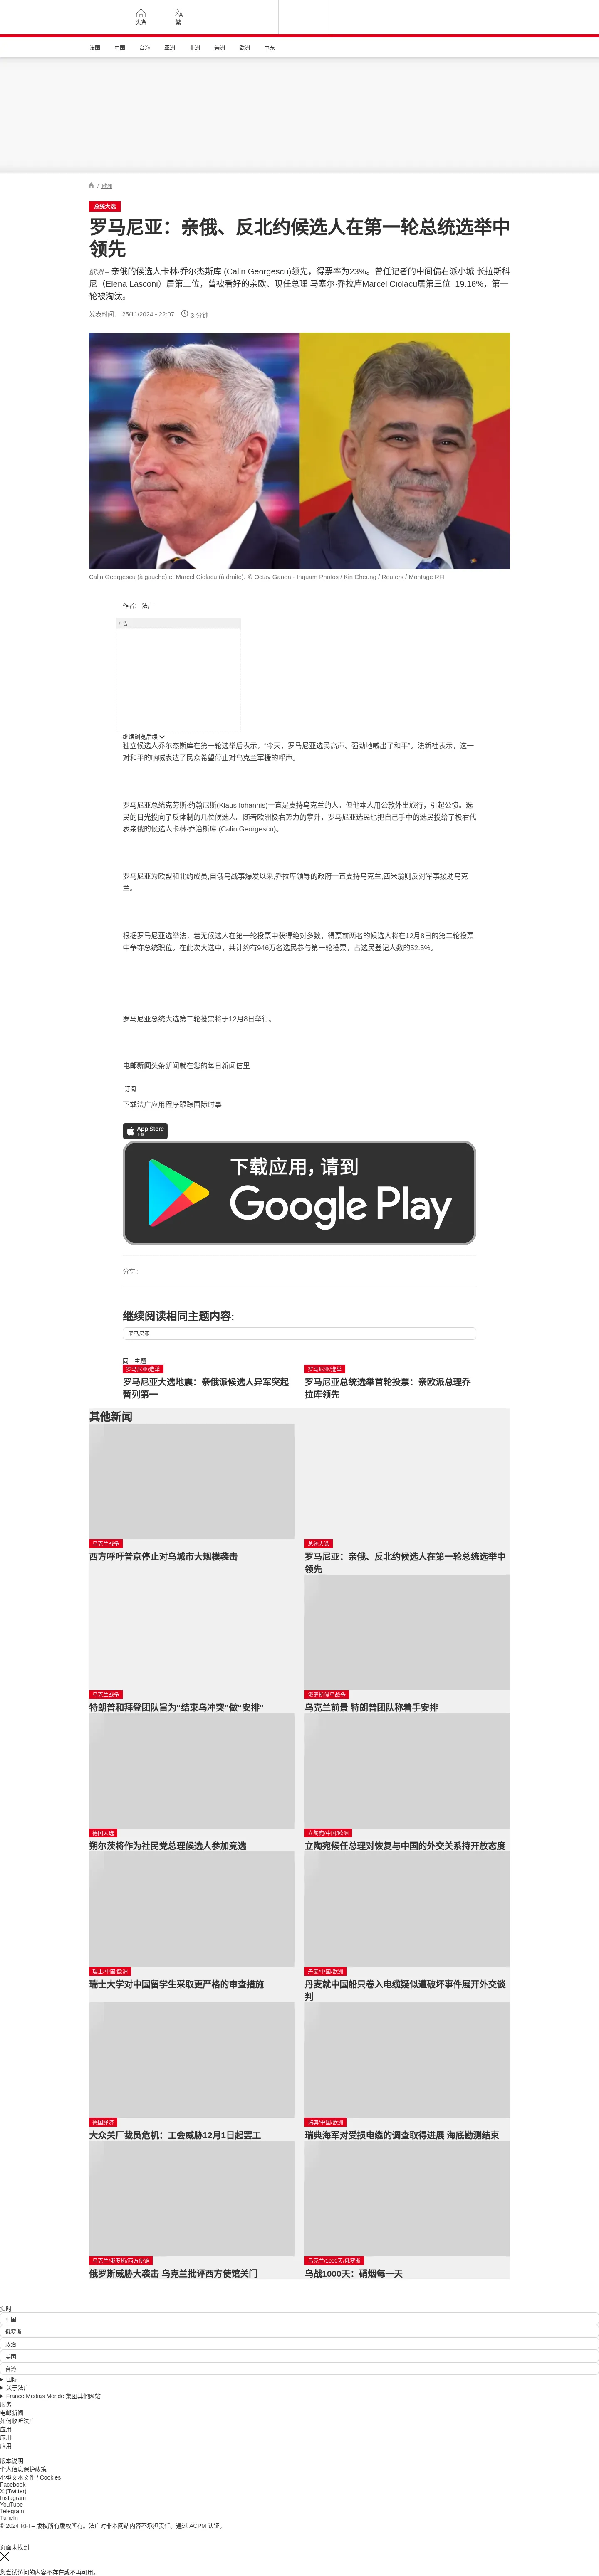 头条
繁
法国 中国 台海 亚洲 非洲 美洲 欧洲 中东
/ 欧洲
总统大选
罗马尼亚：亲俄、反北约候选人在第一轮总统选举中
领先
欧洲 – 亲俄的候选人卡林·乔尔杰斯库 (Calin Georgescu)领先，得票率为23%。曾任记者的中间偏右派小城 长拉斯科
尼（Elena Lasconi）居第二位，曾被看好的亲欧、现任总理 马塞尔·乔拉库Marcel Ciolacu居第三位  19.16%，第一
轮被淘汰。
发表时间： 25/11/2024 - 22:07 3 分钟
Calin Georgescu (à gauche) et Marcel Ciolacu (à droite). © Octav Ganea - Inquam Photos / Kin Cheung / Reuters / Montage RFI
作者： 法广
广告
继续浏览后续
独立候选人乔尔杰斯库在第一轮选举后表示，“今天，罗马尼亚选民高声、强劲地喊出了和平”。法新社表示，这一
对和平的呐喊表达了民众希望停止对乌克兰军援的呼声。
罗马尼亚总统克劳斯·约翰尼斯(Klaus Iohannis)一直是支持乌克兰的人。但他本人用公款外出旅行，引起公愤。选
民的目光投向了反体制的几位候选人。随着欧洲极右势力的攀升，罗马尼亚选民也把自己手中的选民投给了极右代
表亲俄的候选人卡林·乔治斯库 (Calin Georgescu)。
罗马尼亚为欧盟和北约成员,自俄乌战事爆发以来,乔拉库领导的政府一直支持乌克兰,西米翁则反对军事援助乌克
兰。
根据罗马尼亚选举法，若无候选人在第一轮投票中获得绝对多数，得票前两名的候选人将在12月8日的第二轮投票
中争夺总统职位。在此次大选中，共计约有946万名选民参与第一轮投票，占选民登记人数的52.5%。
罗马尼亚总统大选第二轮投票将于12月8日举行。
电邮新闻头条新闻就在您的每日新闻信里
订阅
下载法广应用程序跟踪国际时事
App Store
下载
下载应用，请到
Google Play
分享 :
继续阅读相同主题内容:
罗马尼亚
同一主题
罗马尼亚/选举
罗马尼亚大选地震：亲俄派候选人异军突起
暂列第一
罗马尼亚/选举
罗马尼亚总统选举首轮投票：亲欧派总理乔
拉库领先
其他新闻
乌克兰战争
西方呼吁普京停止对乌城市大规模袭击
总统大选
罗马尼亚：亲俄、反北约候选人在第一轮总统选举中
领先
乌克兰战争
特朗普和拜登团队旨为“结束乌冲突”做“安排”
俄罗斯侵乌战争
乌克兰前景 特朗普团队称着手安排
德国大选
朔尔茨将作为社民党总理候选人参加竞选
立陶宛/中国/欧洲
立陶宛候任总理对恢复与中国的外交关系持开放态度
瑞士/中国/欧洲
瑞士大学对中国留学生采取更严格的审查措施
丹麦/中国/欧洲
丹麦就中国船只卷入电缆疑似遭破坏事件展开外交谈
判
德国经济
大众关厂裁员危机：工会威胁12月1日起罢工
瑞典/中国/欧洲
瑞典海军对受损电缆的调查取得进展 海底勘测结束
乌克兰/俄罗斯/西方使馆
俄罗斯威胁大袭击 乌克兰批评西方使馆关门
乌克兰/1000天/俄罗斯
乌战1000天：硝烟每一天
实时
中国
俄罗斯
政治
美国
台湾
国际
关于法广
France Médias Monde 集团其他网站
服务
电邮新闻
如何收听法广
应用
应用
应用
版本说明
个人信息保护政策
小型文本文件 / Cookies
Facebook
X (Twitter)
Instagram
YouTube
Telegram
TuneIn
© 2024 RFI – 版权所有版权所有。法广对非本网站内容不承担责任。通过 ACPM 认证。
页面未找到
您尝试访问的内容不存在或不再可用。